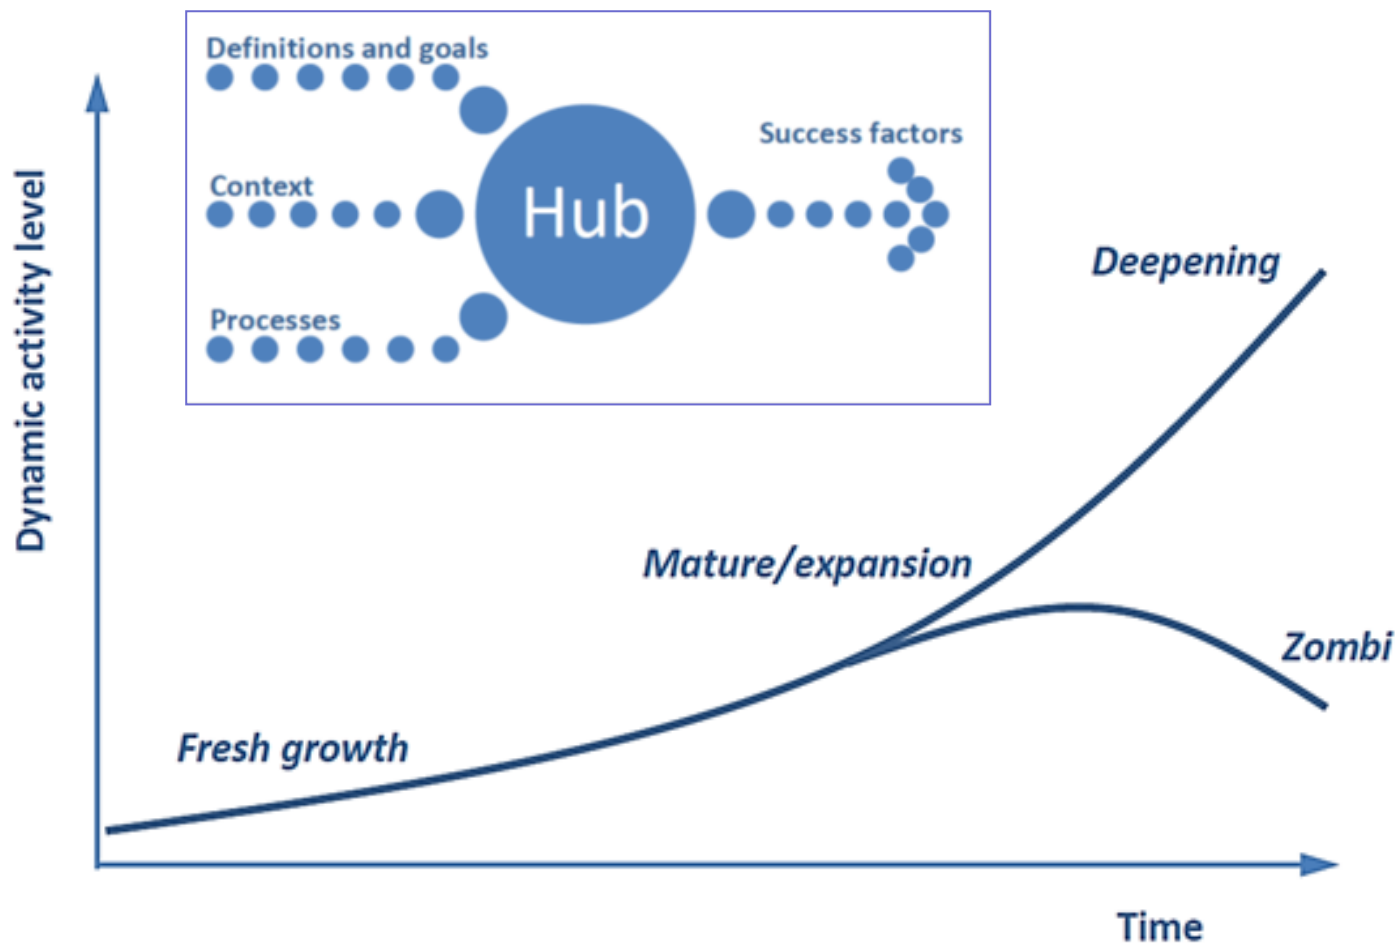 Definitions and goals
Context
Hub
Success factors
Processes
Dynamic activity level
Deepening
Mature/expansion
Zombi
Fresh growth
Time